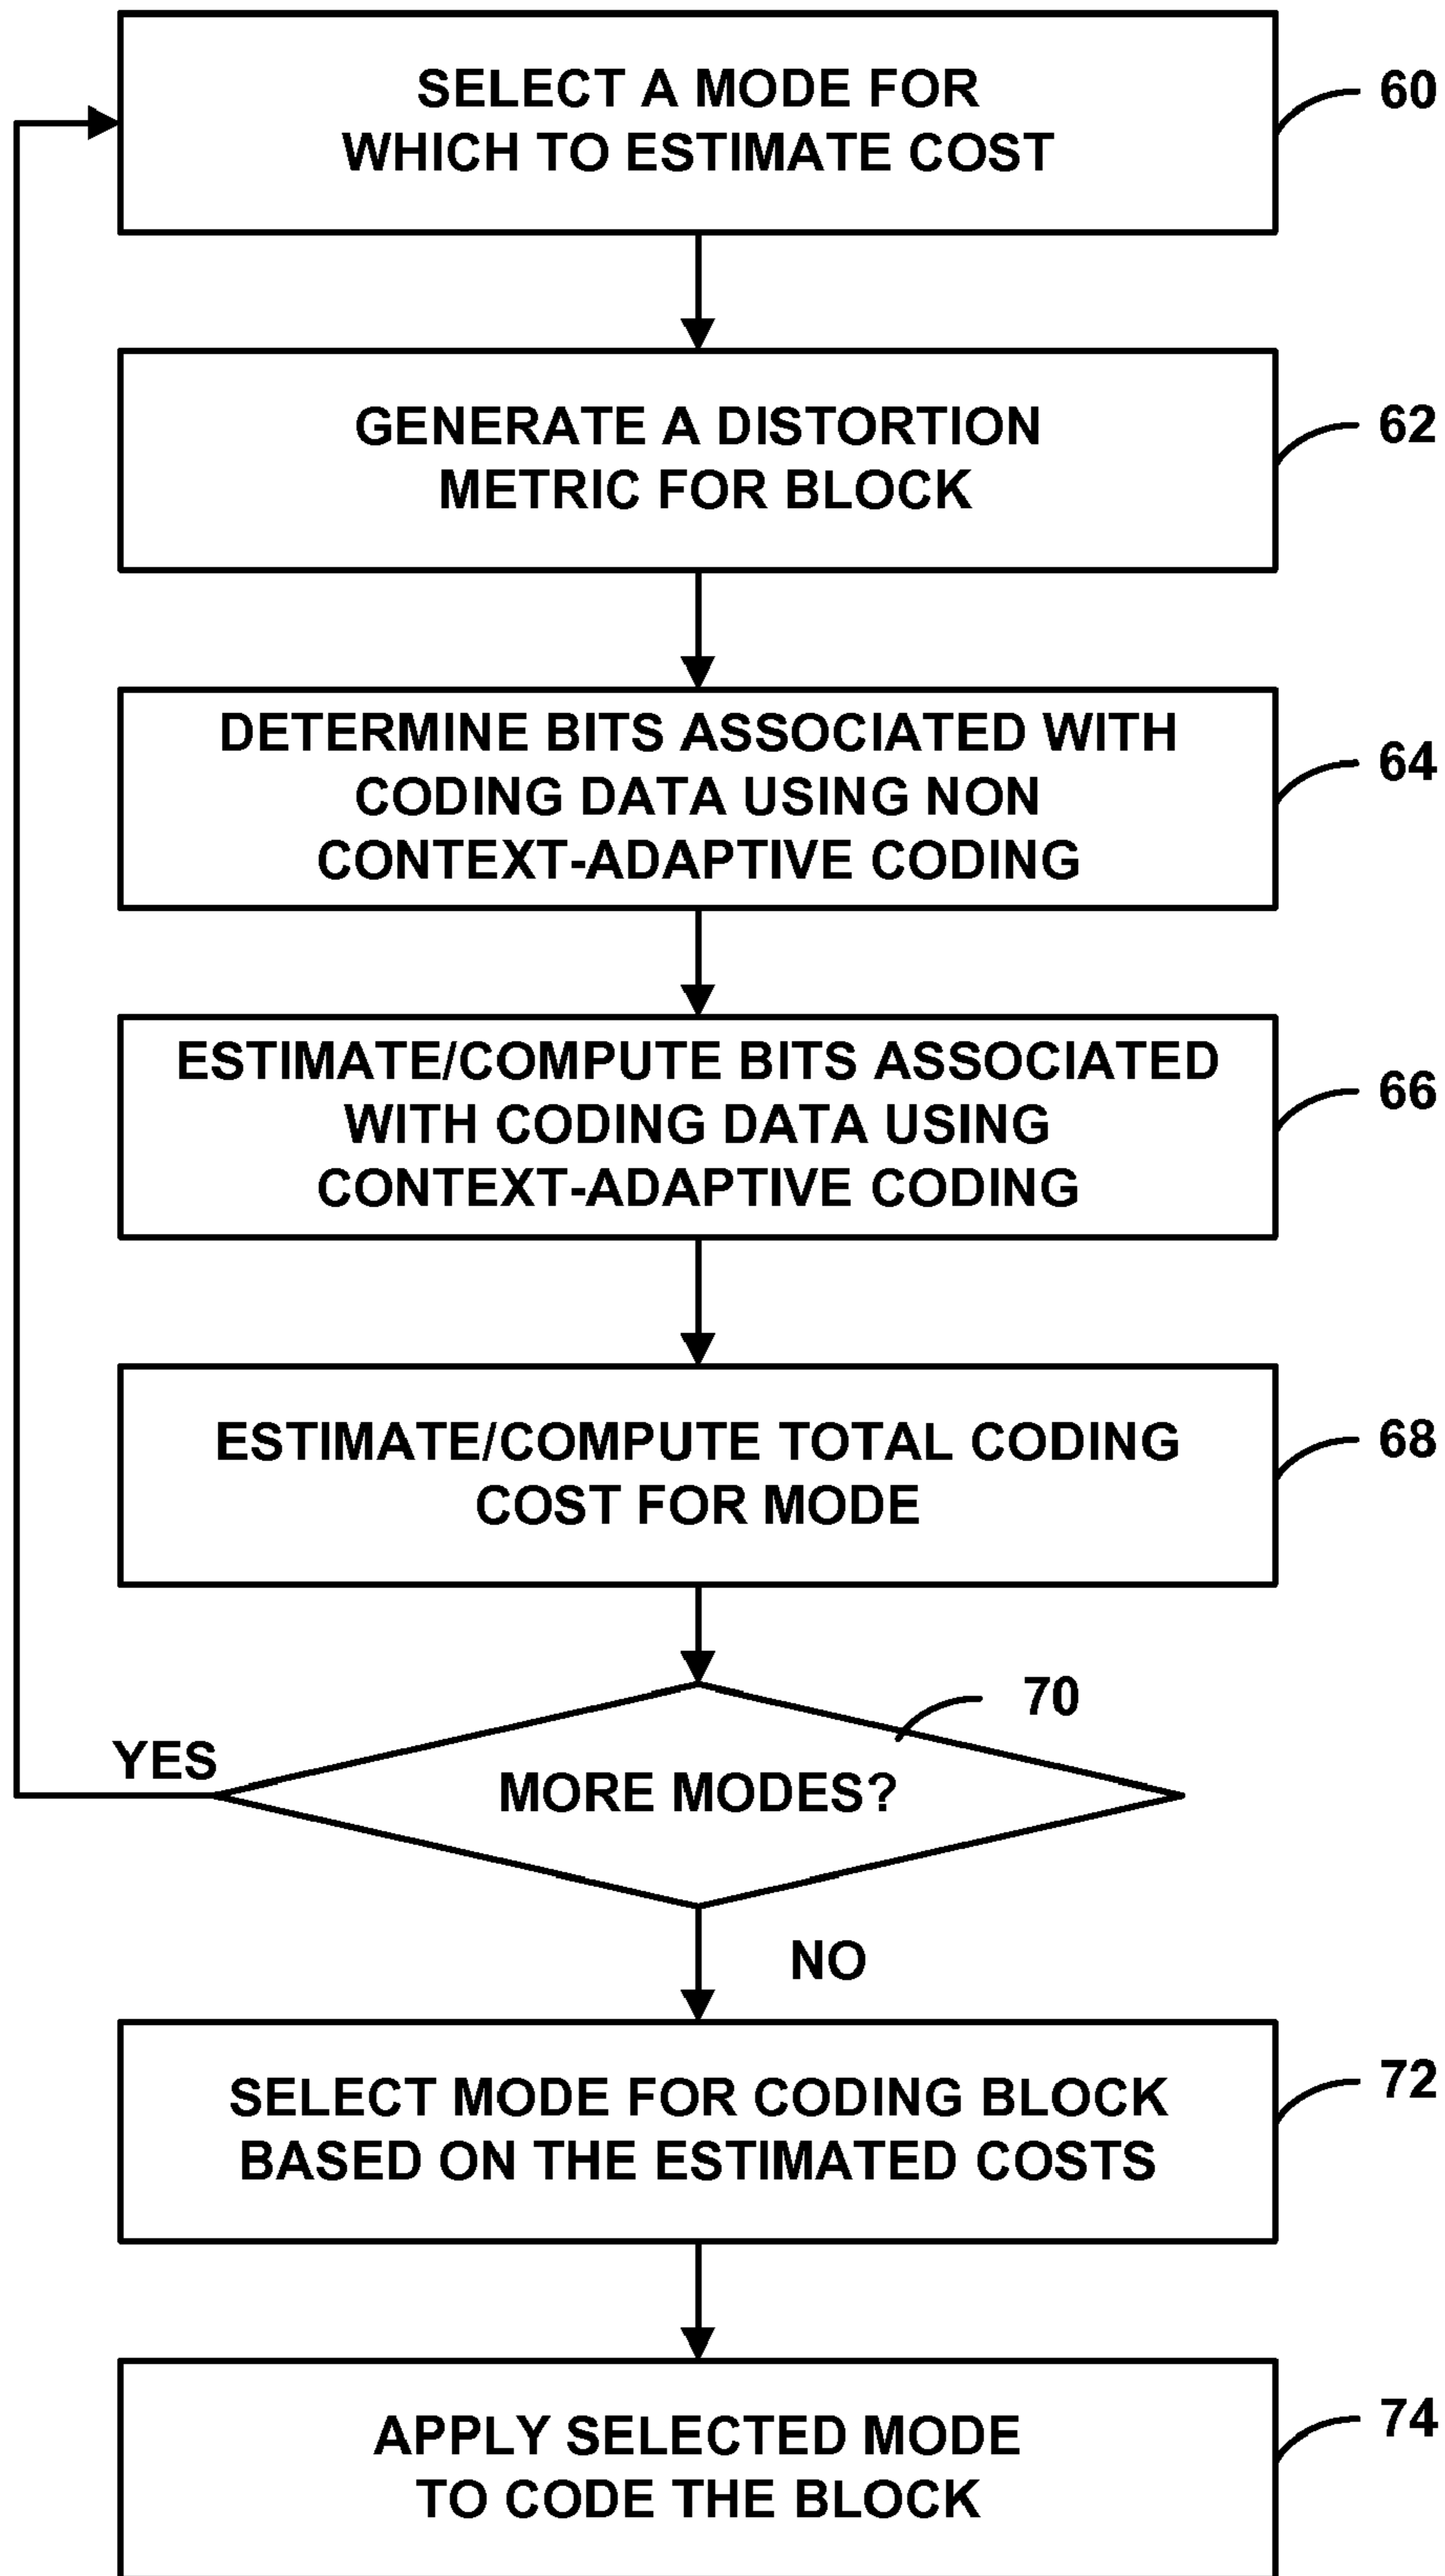 SELECT A MODE FOR
WHICH TO ESTIMATE COST
60
GENERATE A DISTORTION
METRIC FOR BLOCK
62
DETERMINE BITS ASSOCIATED WITH
CODING DATA USING NON
CONTEXT-ADAPTIVE CODING
64
ESTIMATE/COMPUTE BITS ASSOCIATED
WITH CODING DATA USING
CONTEXT-ADAPTIVE CODING
66
ESTIMATE/COMPUTE TOTAL CODING
COST FOR MODE
68
70
YES
MORE MODES?
NO
SELECT MODE FOR CODING BLOCK
BASED ON THE ESTIMATED COSTS
72
APPLY SELECTED MODE
TO CODE THE BLOCK
74